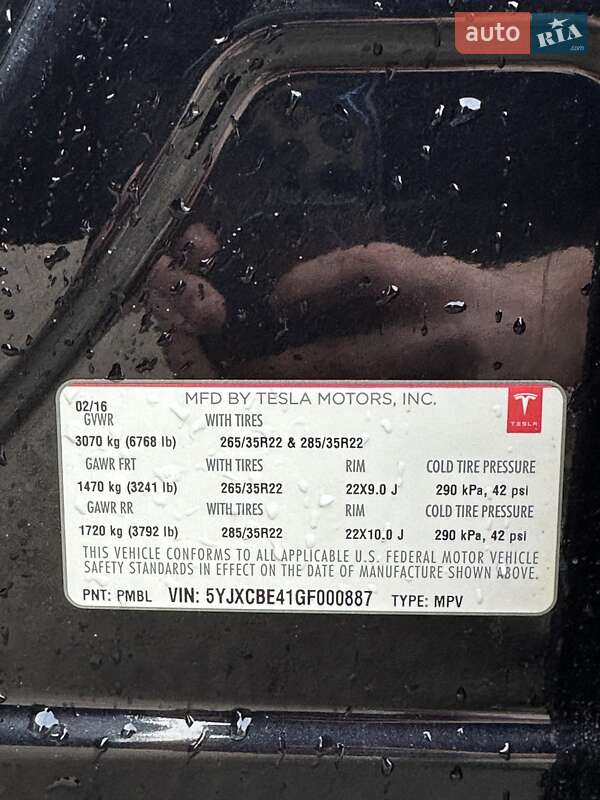 auto RIA.com
MFD BY TESLA MOTORS, INC.
02/16
GVWR WITH TIRES
3070 kg (6768 lb) 265/35R22 & 285/35R22
GAWR FRT WITH TIRES RIM COLD TIRE PRESSURE
1470 kg (3241 lb) 265/35R22 22X9.0 J 290 kPa, 42 psi
GAWR RR WITH TIRES RIM COLD TIRE PRESSURE
1720 kg (3792 lb) 285/35R22 22X10.0 J 290 kPa, 42 psi
THIS VEHICLE CONFORMS TO ALL APPLICABLE U.S. FEDERAL MOTOR VEHICLE
SAFETY STANDARDS IN EFFECT ON THE DATE OF MANUFACTURE SHOWN ABOVE.
PNT: PMBL VIN: 5YJXCBE41GF000887 TYPE: MPV
TESLA